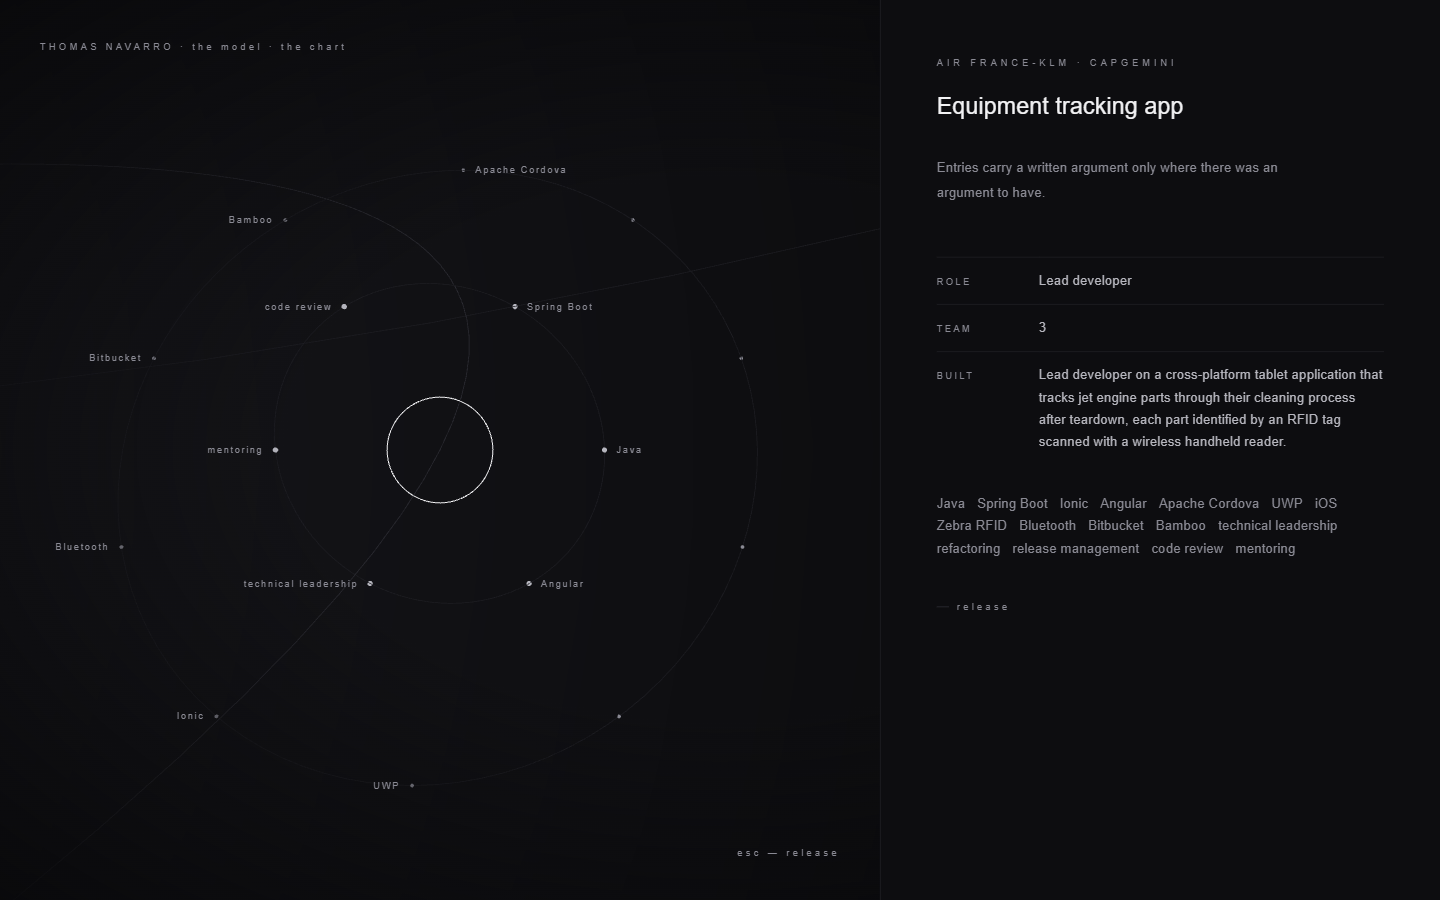 THOMAS NAVARRO · the model · the chart
Apache Cordova
Bamboo
code review
Spring Boot
Bitbucket
mentoring
Java
Bluetooth
technical leadership
Angular
Ionic
UWP
esc — release
AIR FRANCE-KLM · CAPGEMINI
Equipment tracking app
Entries carry a written argument only where there was an
argument to have.
ROLE Lead developer
TEAM 3
BUILT Lead developer on a cross-platform tablet application that
tracks jet engine parts through their cleaning process
after teardown, each part identified by an RFID tag
scanned with a wireless handheld reader.
Java Spring Boot Ionic Angular Apache Cordova UWP iOS
Zebra RFID Bluetooth Bitbucket Bamboo technical leadership
refactoring release management code review mentoring
— release